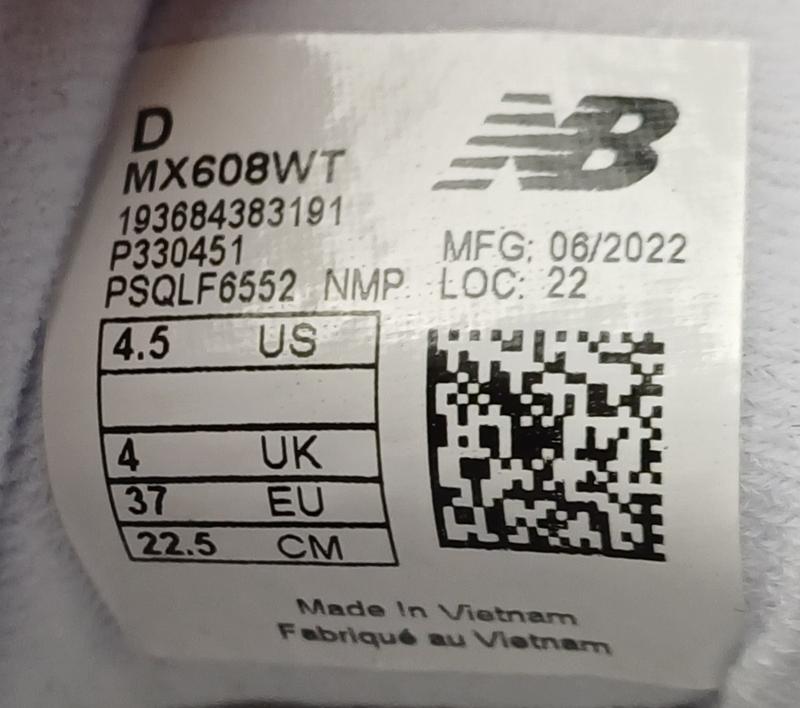 D
MX608WT
193684383191
P330451
PSQLF6552 NMP
NB
MFG: 06/2022
LOC: 22
4.5 US
4 UK
37 EU
22.5 CM
Made In Vietnam
Fabriqué au Vietnam